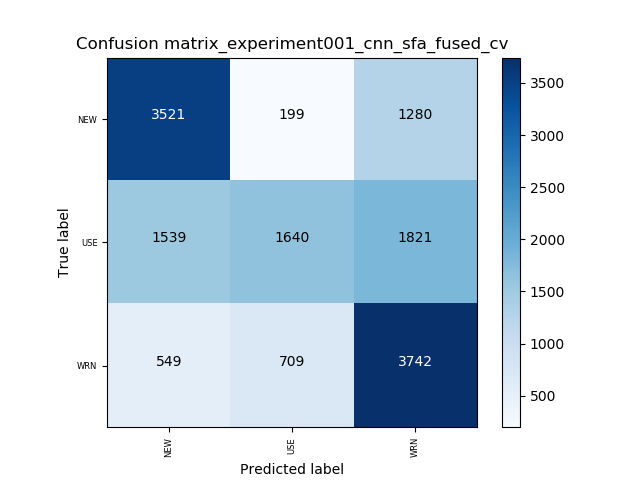 Confusion matrix_experiment001_cnn_sfa_fused_cv
True label
NEW 3521 199 1280
USE 1539 1640 1821
WRN 549 709 3742
NEW USE WRN
Predicted label
3500
3000
2500
2000
1500
1000
500